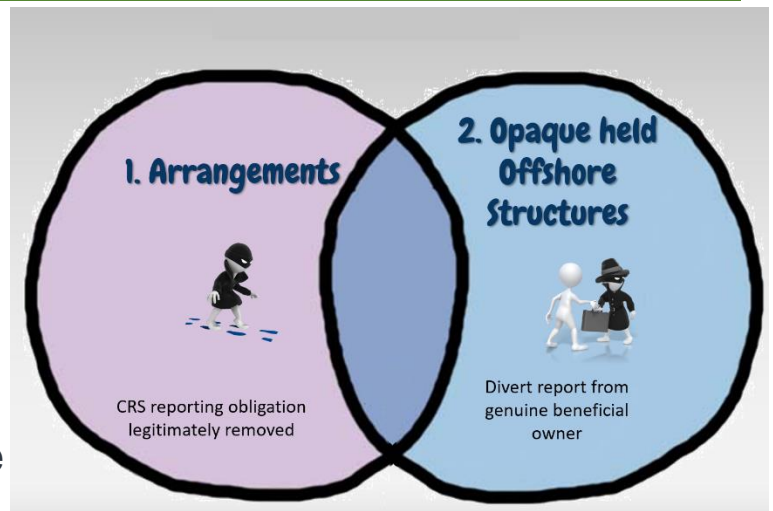 1. Arrangements
CRS reporting obligation
legitimately removed
2. Opaque held
Offshore
Structures
Divert report from
genuine beneficial
owner
e